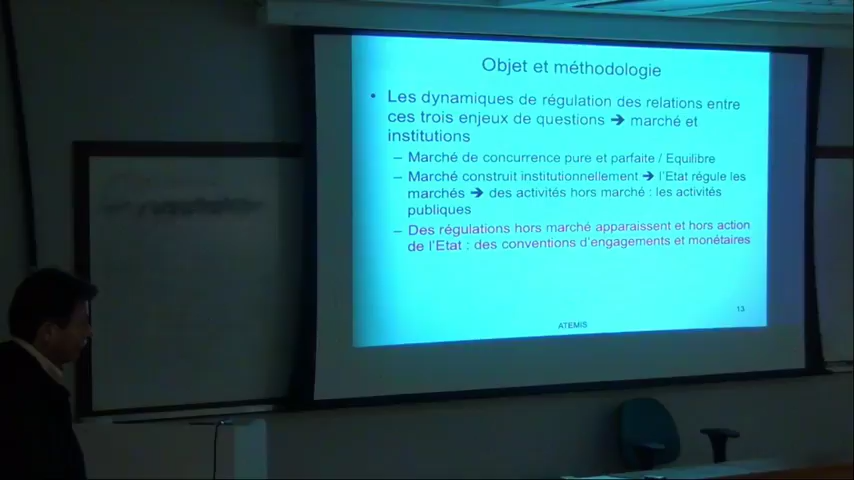 Objet et méthodologie
• Les dynamiques de régulation des relations entre
ces trois enjeux de questions ➔ marché et
institutions
– Marché de concurrence pure et parfaite / Equilibre
– Marché construit institutionnellement ➔ l'Etat régule les
marchés ➔ des activités hors marché : les activités
publiques
– Des régulations hors marché apparaissent et hors action
de l'Etat : des conventions d'engagements et monétaires
13
ATEMIS